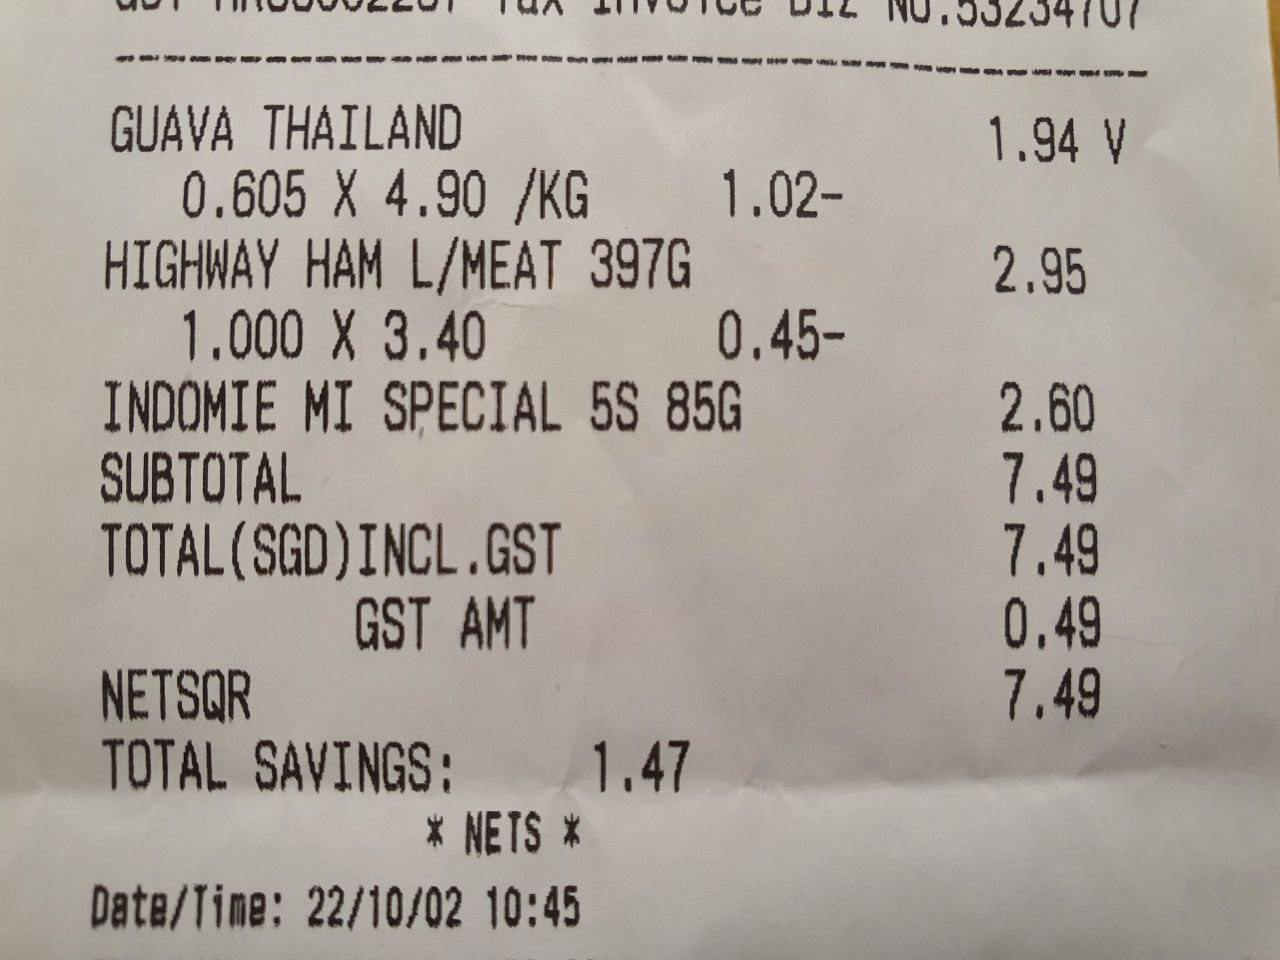 Tax Invoice Biz NO.53234707
GUAVA THAILAND 1.94 V
0.605 X 4.90 /KG 1.02-
HIGHWAY HAM L/MEAT 397G 2.95
1.000 X 3.40 0.45-
INDOMIE MI SPECIAL 5S 85G 2.60
SUBTOTAL 7.49
TOTAL(SGD)INCL.GST 7.49
GST AMT 0.49
NETSQR 7.49
TOTAL SAVINGS: 1.47
* NETS *
Date/Time: 22/10/02 10:45